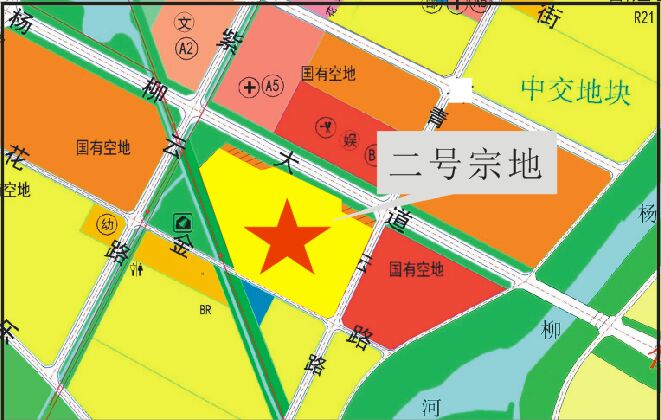 杨柳大道
文
A2
紫云路
A5
国有空地
娱
B
青云路
街
R21
中交地块
二号宗地
国有空地
花
金
路
有空地
幼
国有空地
BR
杨
柳
河